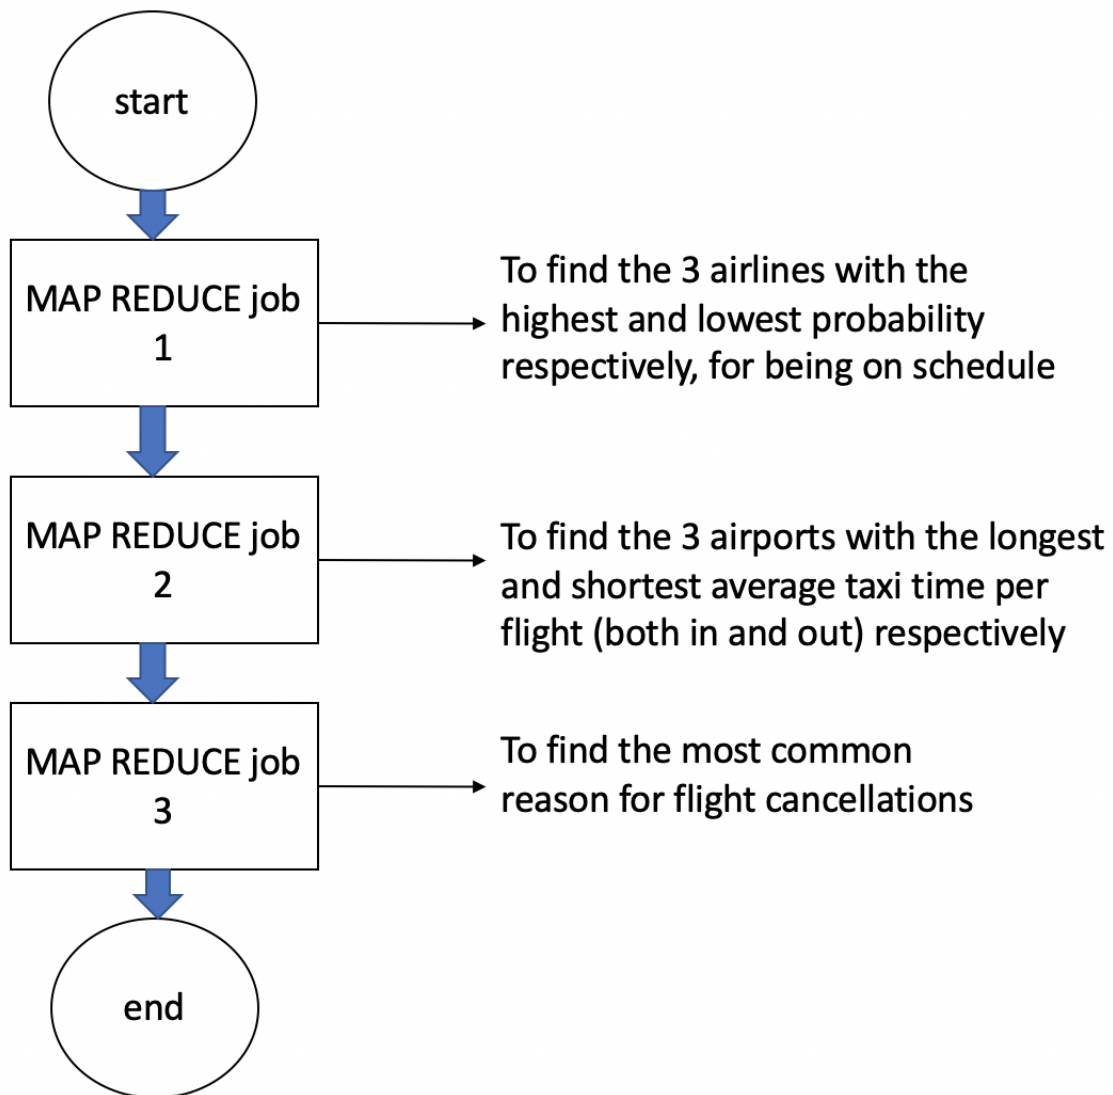 start
MAP REDUCE job
1
To find the 3 airlines with the
highest and lowest probability
respectively, for being on schedule
MAP REDUCE job
2
To find the 3 airports with the longest
and shortest average taxi time per
flight (both in and out) respectively
MAP REDUCE job
3
To find the most common
reason for flight cancellations
end